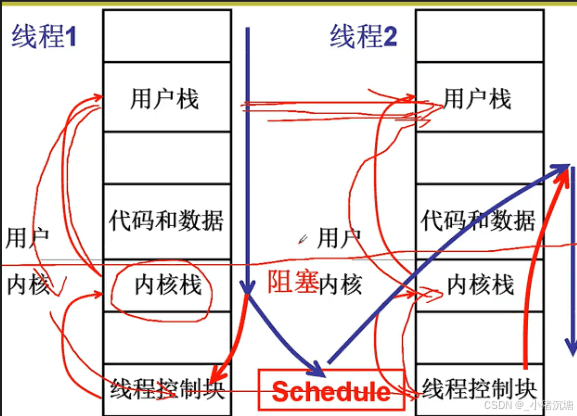 线程1
线程2
用户栈
用户栈
代码和数据
代码和数据
用户
用户
内核
内核栈
阻塞
内核
内核栈
线程控制块
Schedule
线程控制块
CSDN @_小猪沉塘